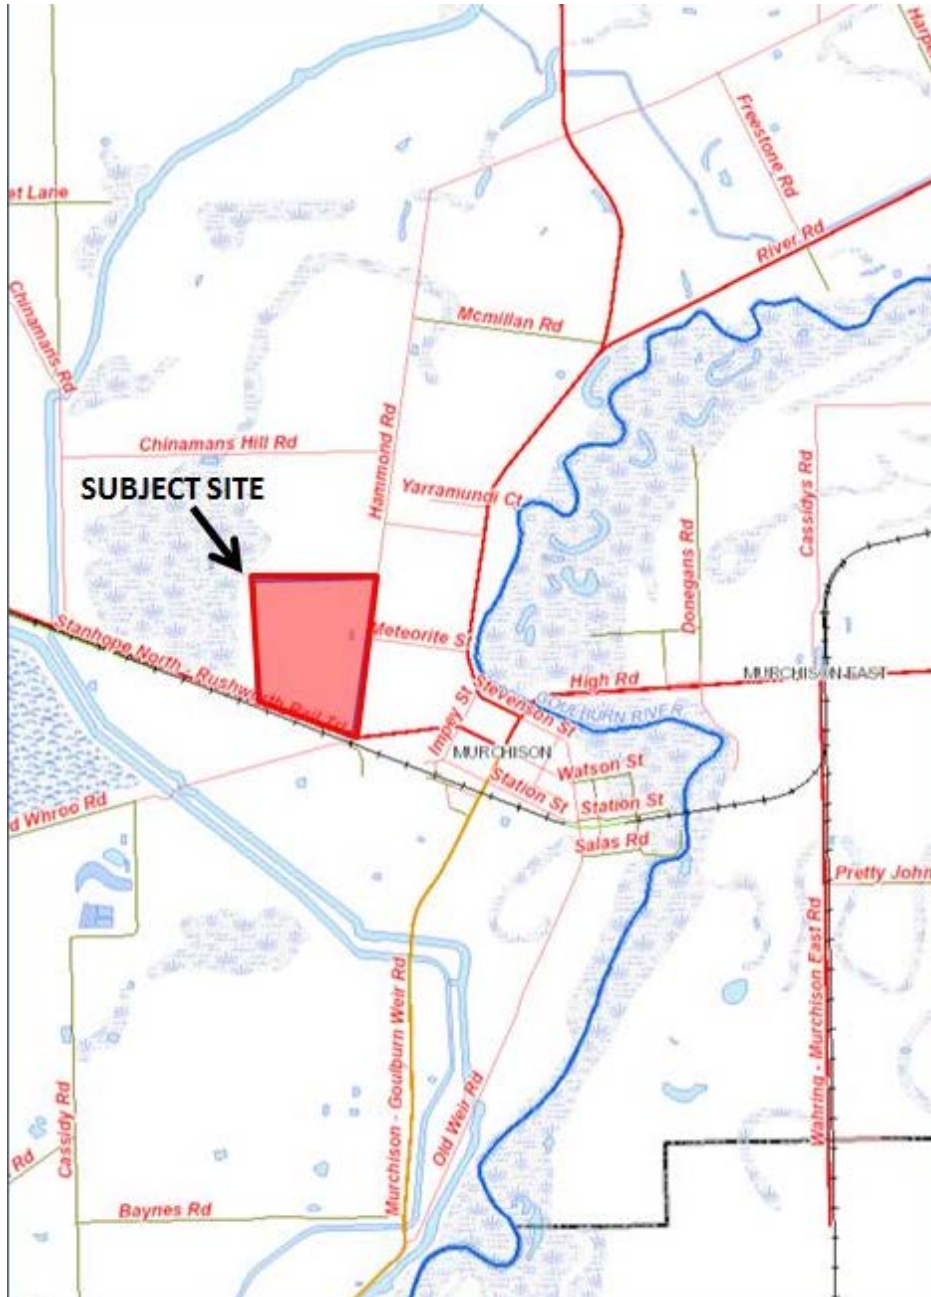 Harp
Freestone Rd
et Lane
River Rd
Chinamans Rd
Mcmillan Rd
Hammond Rd
Chinamans Hill Rd
Cassidys Rd
SUBJECT SITE
Yarramundi Ct
Donegans Rd
Meteorite S
Stanhope North - Rushworth Rail Trl
High Rd
MURCHISON EAST
Stevenson St
GOULBURN RIVER
Impey St
MURCHISON
Watson St
Station St
Station St
d Whroo Rd
Salas Rd
Pretty John
Wahring - Murchison East Rd
Murchison - Goulburn Weir Rd
Old Weir Rd
Cassidy Rd
Rd
Baynes Rd